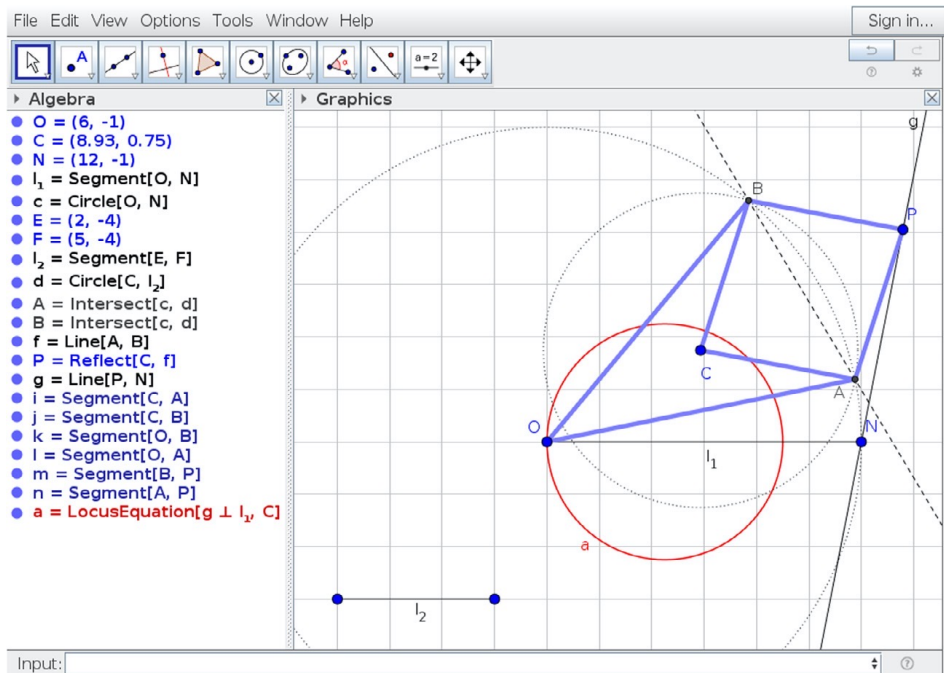 File Edit View Options Tools Window Help
Sign in...
A
α
a=2
Algebra
Graphics
O = (6, -1)
C = (8.93, 0.75)
N = (12, -1)
l₁ = Segment[O, N]
c = Circle[O, N]
E = (2, -4)
F = (5, -4)
l₂ = Segment[E, F]
d = Circle[C, l₂]
A = Intersect[c, d]
B = Intersect[c, d]
f = Line[A, B]
P = Reflect[C, f]
g = Line[P, N]
i = Segment[C, A]
j = Segment[C, B]
k = Segment[O, B]
l = Segment[O, A]
m = Segment[B, P]
n = Segment[A, P]
a = LocusEquation[g ⊥ l₁, C]
g
B
P
C
A
O
N
l₁
a
l₂
Input: